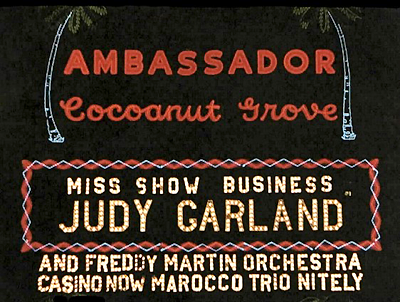 AMBASSADOR
Cocoanut Grove
MISS SHOW BUSINESS
JUDY GARLAND
AND FREDDY MARTIN ORCHESTRA
CASINO NOW MAROCCO TRIO NITELY